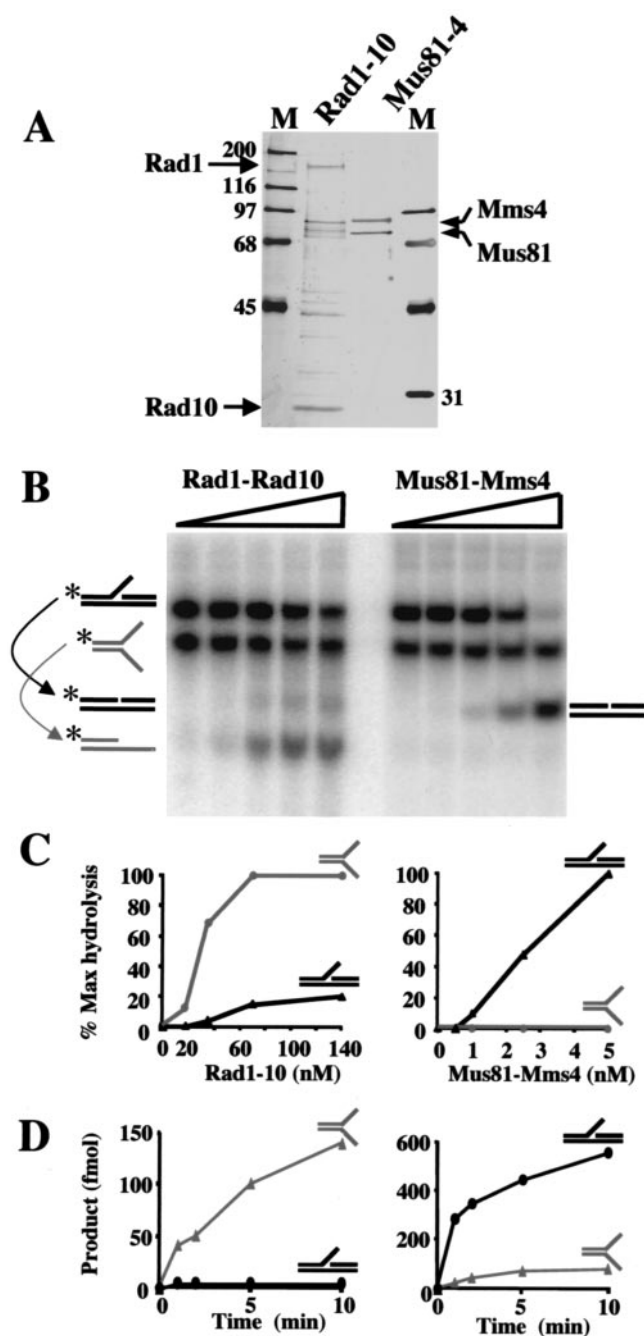 A
M
Rad1-10
Mus81-4
M
200
Rad1
116
97
Mms4
68
Mus81
45
Rad10
31
B
Rad1-Rad10
Mus81-Mms4
*
*
*
*
C
% Max hydrolysis
100
80
60
40
20
0
0 20 60 100 140
Rad1-10 (nM)
100
80
60
40
20
0
0 1 2 3 4 5
Mus81-Mms4 (nM)
D
Product (fmol)
150
100
50
0
0 5 10
Time (min)
600
400
200
0
0 5 10
Time (min)